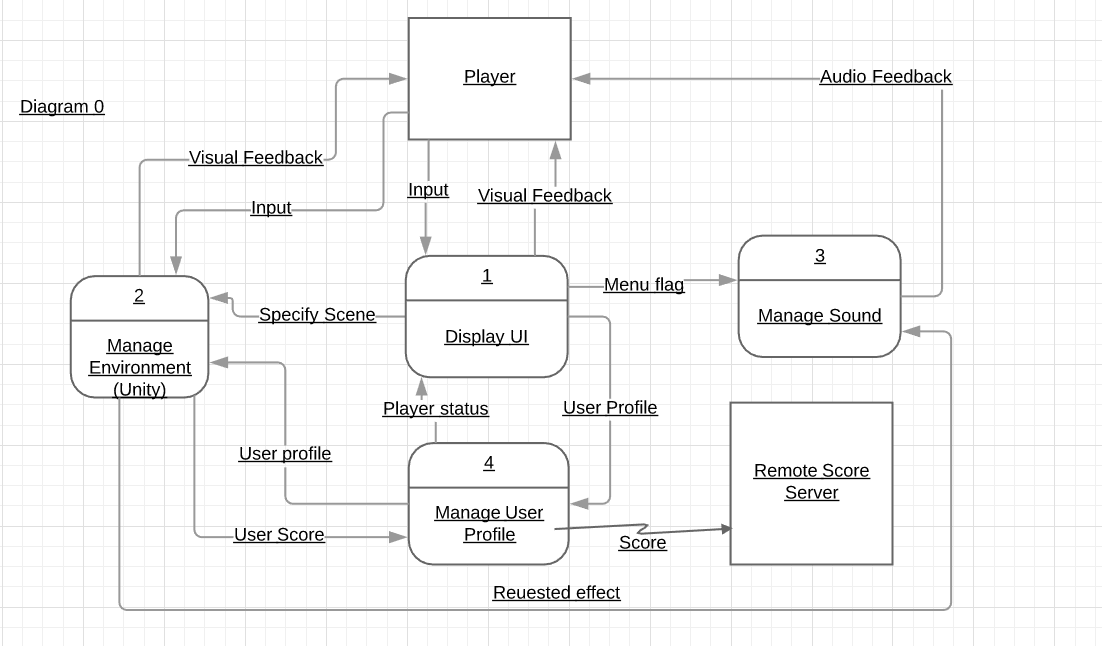 Player
Audio Feedback
Diagram 0
Visual Feedback
Input
Visual Feedback
Input
3
1
Menu flag
2
Specify Scene
Manage Sound
Display UI
Manage
Environment
(Unity)
Player status
User Profile
User profile
4
Remote Score
Server
Manage User
Profile
User Score
Score
Reuested effect